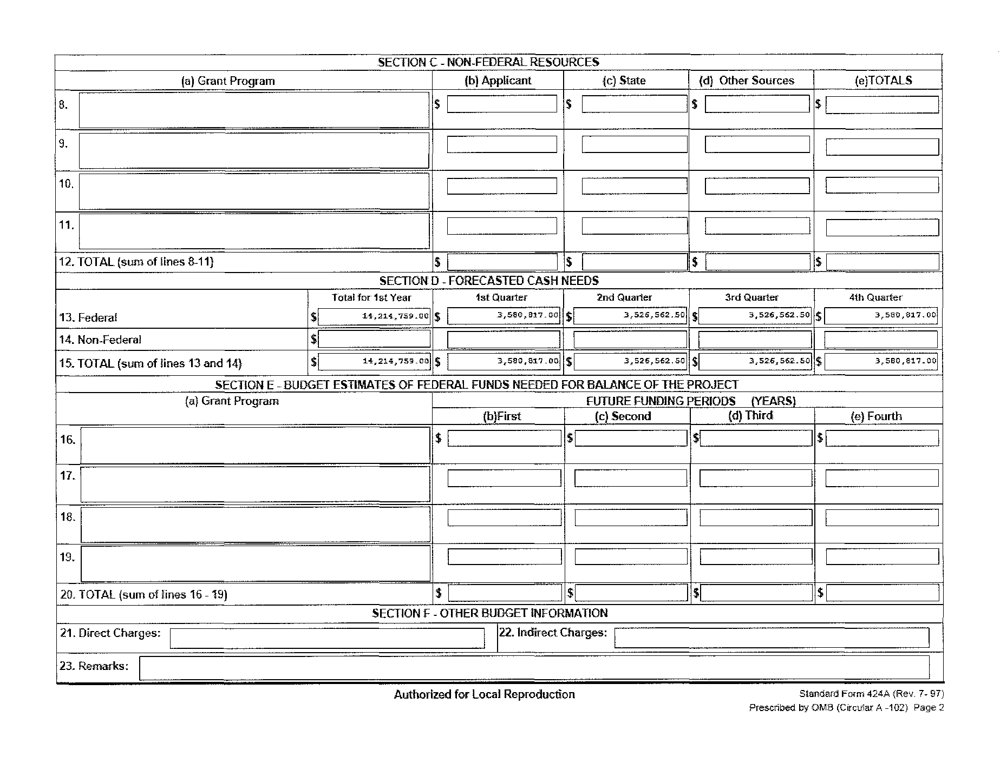 SECTION C - NON-FEDERAL RESOURCES
(a) Grant Program (b) Applicant (c) State (d) Other Sources (e)TOTALS
8. $ $ $ $
9.
10.
11.
12. TOTAL (sum of lines 8-11) $ $ $ $
SECTION D - FORECASTED CASH NEEDS
Total for 1st Year 1st Quarter 2nd Quarter 3rd Quarter 4th Quarter
13. Federal $ 14,214,759.00 $ 3,580,817.00 $ 3,526,562.50 $ 3,526,562.50 $ 3,580,817.00
14. Non-Federal $
15. TOTAL (sum of lines 13 and 14) $ 14,214,759.00 $ 3,580,817.00 $ 3,526,562.50 $ 3,526,562.50 $ 3,580,817.00
SECTION E - BUDGET ESTIMATES OF FEDERAL FUNDS NEEDED FOR BALANCE OF THE PROJECT
(a) Grant Program FUTURE FUNDING PERIODS (YEARS)
(b)First (c) Second (d) Third (e) Fourth
16. $ $ $ $
17.
18.
19.
20. TOTAL (sum of lines 16 - 19) $ $ $ $
SECTION F - OTHER BUDGET INFORMATION
21. Direct Charges: 22. Indirect Charges:
23. Remarks:
Authorized for Local Reproduction Standard Form 424A (Rev. 7- 97)
Prescribed by OMB (Circular A -102) Page 2